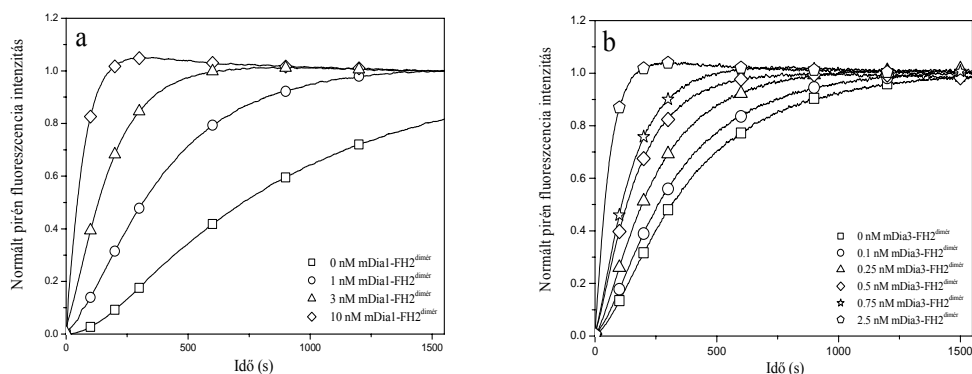 a
Normált pirén fluoreszcencia intenzitás
1.2
1.0
0.8
0.6
0.4
0.2
0.0
0 nM mDia1-FH2dimér
1 nM mDia1-FH2dimér
3 nM mDia1-FH2dimér
10 nM mDia1-FH2dimér
0
500
1000
1500
Idő (s)
b
Normált pirén fluoreszcencia intenzitás
1.2
1.0
0.8
0.6
0.4
0.2
0.0
0 nM mDia3-FH2dimér
0.1 nM mDia3-FH2dimér
0.25 nM mDia3-FH2dimér
0.5 nM mDia3-FH2dimér
0.75 nM mDia3-FH2dimér
2.5 nM mDia3-FH2dimér
0
500
1000
1500
Idő (s)